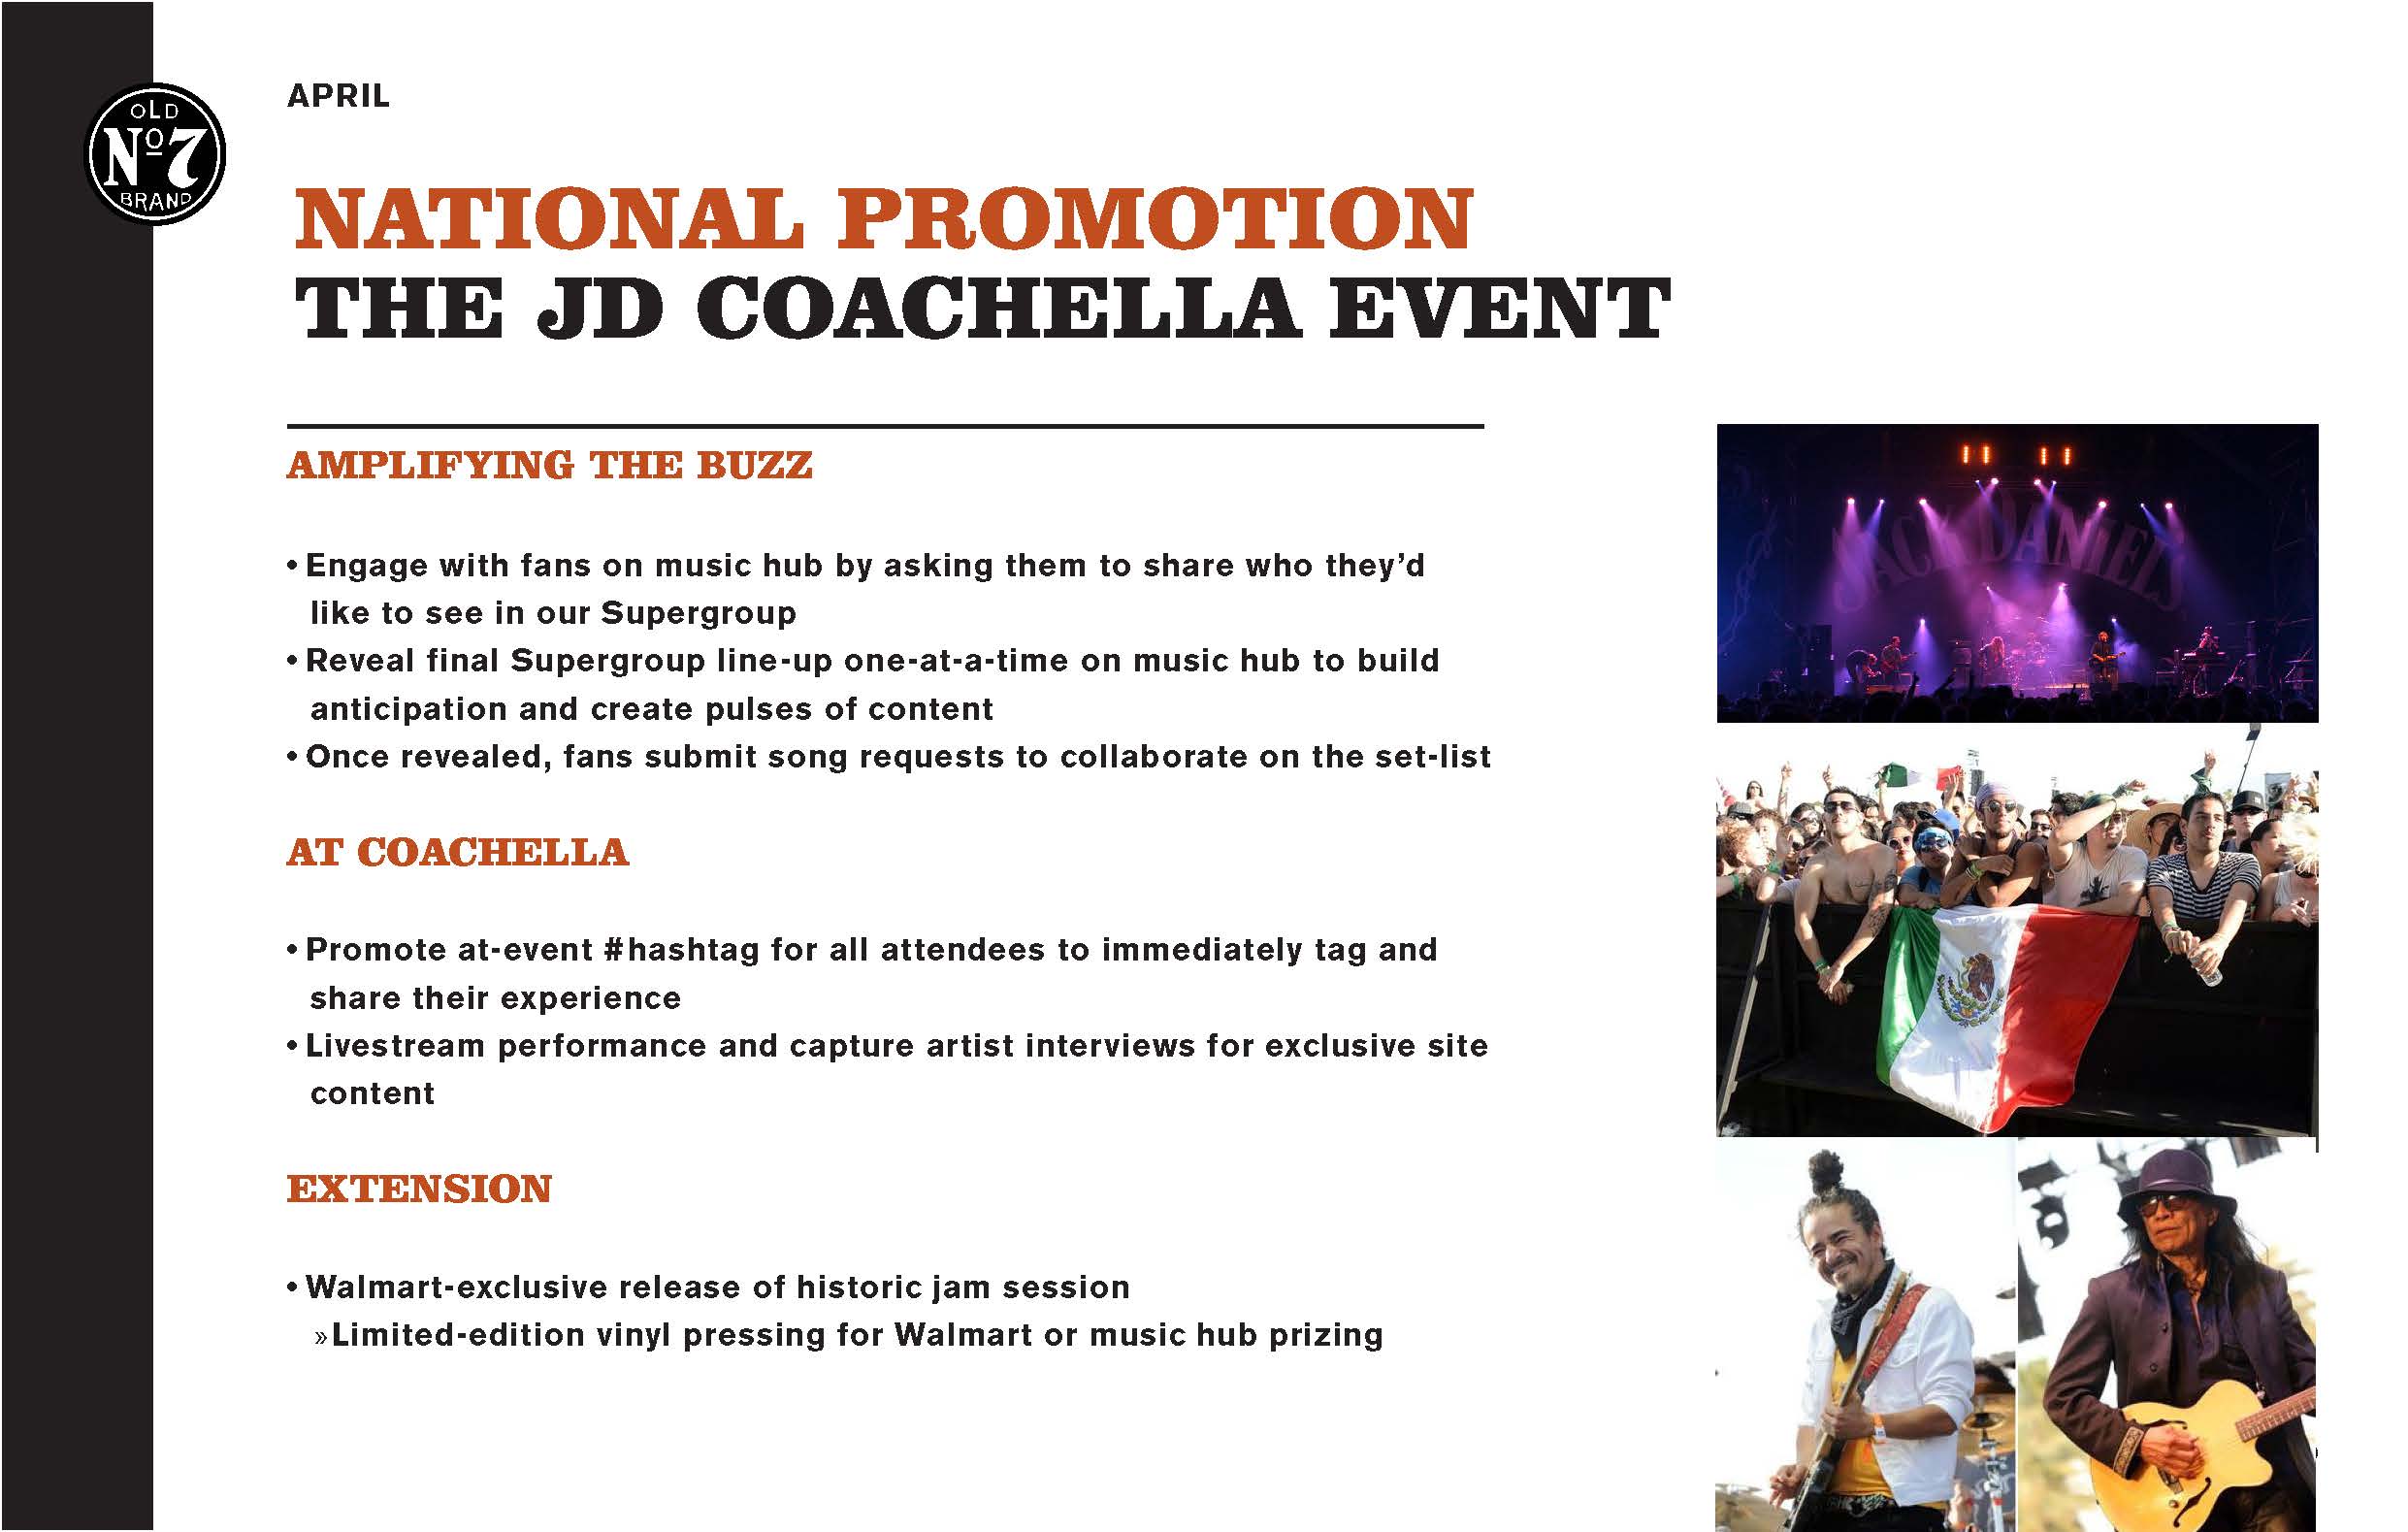 APRIL
OLD
Nº7
BRAND
NATIONAL PROMOTION
THE JD COACHELLA EVENT
AMPLIFYING THE BUZZ
• Engage with fans on music hub by asking them to share who they’d
like to see in our Supergroup
• Reveal final Supergroup line-up one-at-a-time on music hub to build
anticipation and create pulses of content
• Once revealed, fans submit song requests to collaborate on the set-list
AT COACHELLA
• Promote at-event #hashtag for all attendees to immediately tag and
share their experience
• Livestream performance and capture artist interviews for exclusive site
content
EXTENSION
• Walmart-exclusive release of historic jam session
»Limited-edition vinyl pressing for Walmart or music hub prizing
JACK DANIEL'S